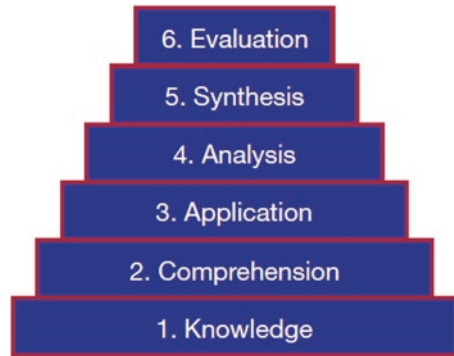 6. Evaluation
5. Synthesis
4. Analysis
3. Application
2. Comprehension
1. Knowledge